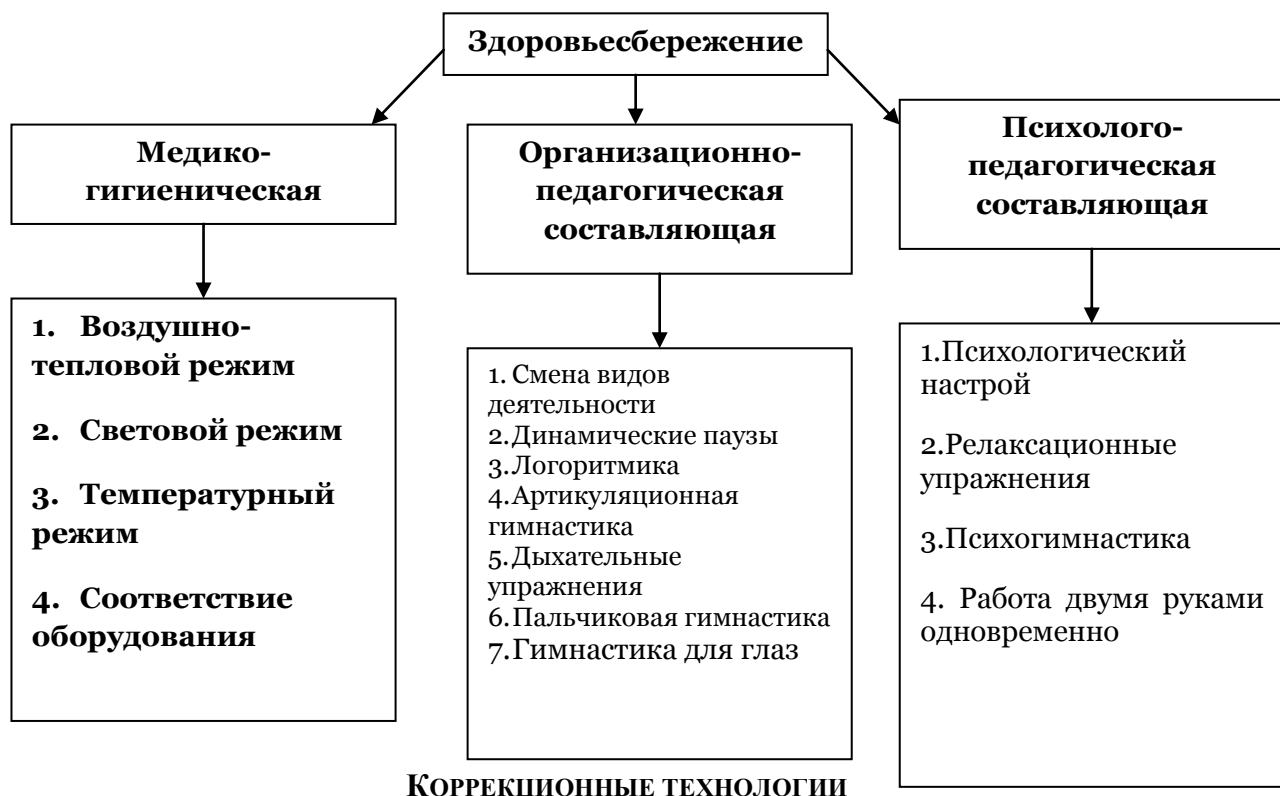 Здоровьесбережение
Медико-
гигиеническая
Организационно-
педагогическая
составляющая
Психолого-
педагогическая
составляющая
1. Воздушно-
тепловой режим
2. Световой режим
3. Температурный
режим
4. Соответствие
оборудования
1. Смена видов
деятельности
2.Динамические паузы
3.Логоритмика
4.Артикуляционная
гимнастика
5.Дыхательные
упражнения
6.Пальчиковая гимнастика
7.Гимнастика для глаз
1.Психологический
настрой
2.Релаксационные
упражнения
3.Психогимнастика
4. Работа двумя руками
одновременно
КОРРЕКЦИОННЫЕ ТЕХНОЛОГИИ